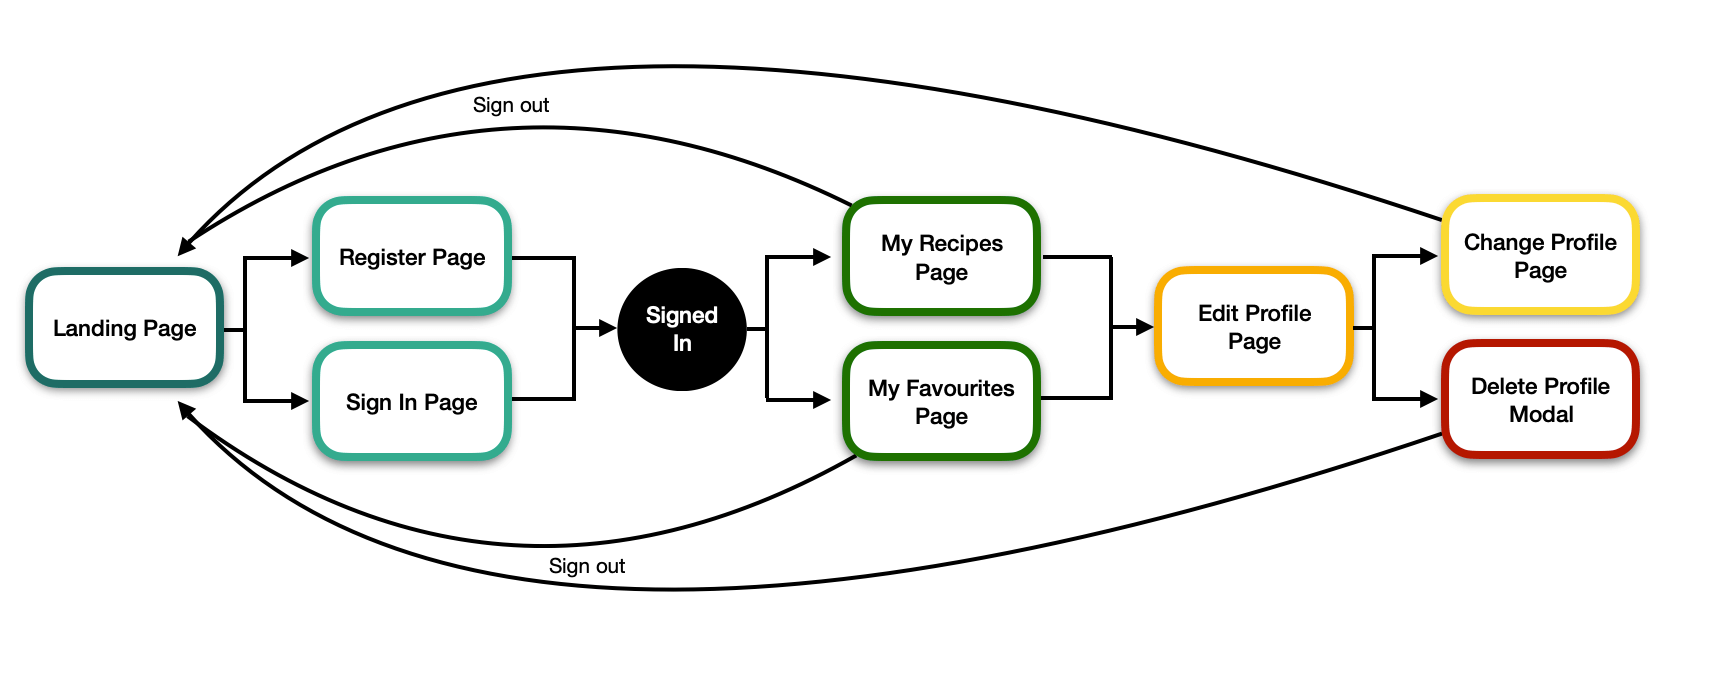 Sign out
Landing Page
Register Page
Sign In Page
Signed
In
My Recipes
Page
My Favourites
Page
Edit Profile
Page
Change Profile
Page
Delete Profile
Modal
Sign out